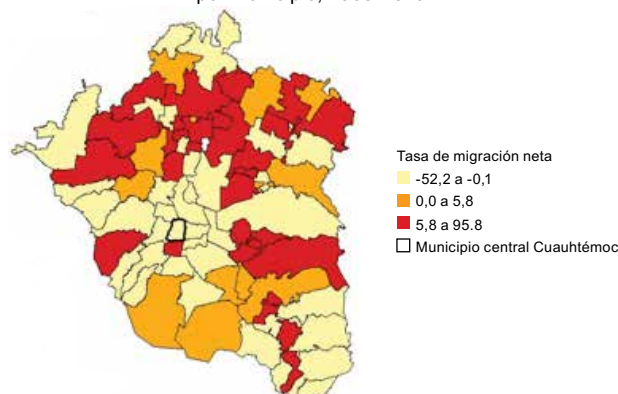 Tasa de migración neta
-52,2 a -0,1
0,0 a 5,8
5,8 a 95.8
Municipio central Cuauhtémoc